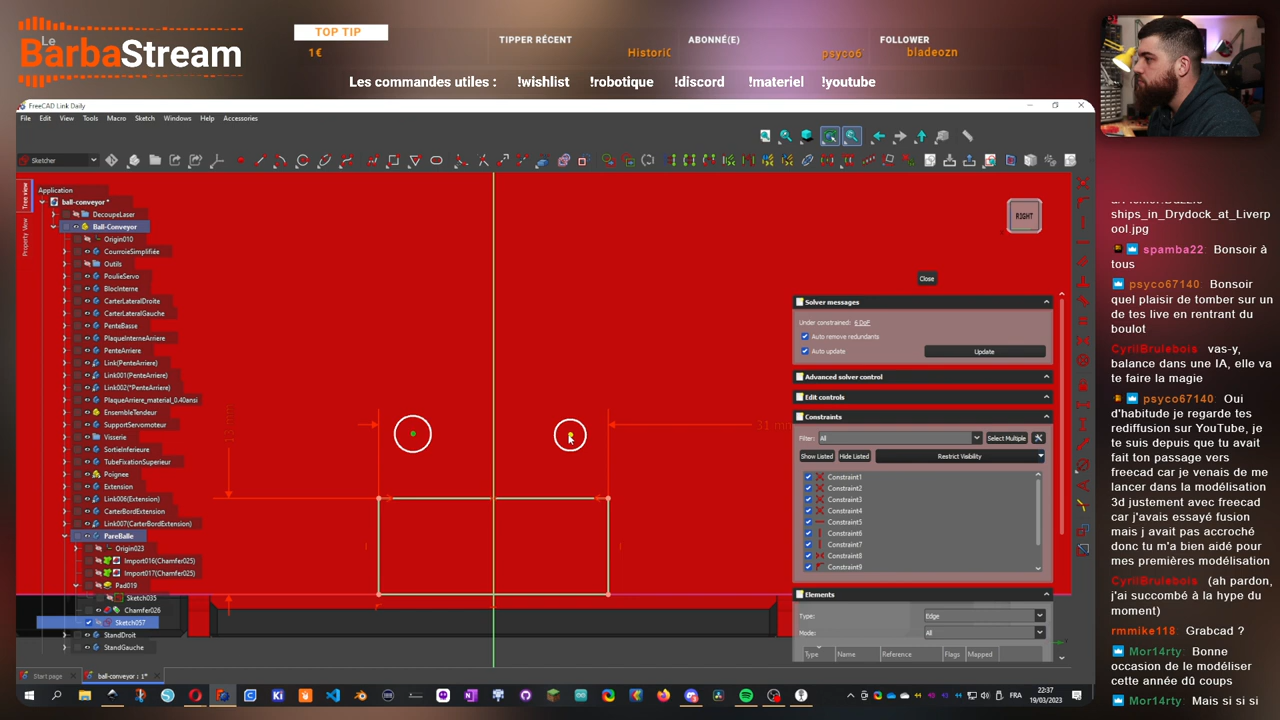 Le
BarbaStream
TOP TIP
1€
TIPPER RÉCENT
ABONNÉ(E)
FOLLOWER
psyco6
bladeozn
Les commandes utiles : !wishlist !robotique !discord !materiel !youtube
FreeCAD Link Daily
File Edit View Tools Macro Sketch Windows Help Accessories
Sketcher
Tree view
Property View
Application
ball-conveyor *
DecoupeLaser
Ball-Conveyor
Origin010
CourroieSimplifiée
Outils
PoulieServo
BlocInterne
CarterLateralDroite
CarterLateralGauche
PenteBasse
PlaqueInterneArriere
PenteArriere
Link(PenteArriere)
Link001(PenteArriere)
Link002(*PenteArriere)
PlaqueArriere_material_0.40ansi
EnsembleTendeur
SupportServomoteur
Visserie
SortieInferieure
TubeFixationSuperieur
Poignee
Extension
Link006(Extension)
CarterBordExtension
Link007(CarterBordExtension)
PareBalle
Origin023
Import016(Chamfer025)
Import017(Chamfer025)
Pad019
Sketch035
Chamfer026
Sketch057
StandDroit
StandGauche
13 mm
31 mm
RIGHT
Close
Solver messages
Under constrained: 6 DoF
Auto remove redundants
Auto update
Update
Advanced solver control
Edit controls
Constraints
Filter: All
Select Multiple
Show Listed
Hide Listed
Restrict Visibility
Constraint1
Constraint2
Constraint3
Constraint4
Constraint5
Constraint6
Constraint7
Constraint8
Constraint9
Elements
Type: Edge
Mode: All
Type Name Reference Flags Mapped
Start page
ball-conveyor : 1*
FRA
22:37
19/03/2023
ships_in_Drydock_at_Liverp
ool.jpg
spamba22: Bonsoir à
tous
psyco67140: Bonsoir
quel plaisir de tomber sur un
de tes live en rentrant du
boulot
CyrilBrulebois: vas-y,
balance dans une IA, elle va
te faire la magie
psyco67140: Oui
d'habitude je regarde tes
rediffusion sur YouTube, je
te suis depuis que tu avait
fait ton passage vers
freecad car je venais de me
lancer dans la modélisation
3d justement avec freecad
car j'avais essayé fusion
mais j avait pas accroché
donc tu m'a bien aidé pour
mes premières modélisation
CyrilBrulebois: (ah pardon,
j'ai succombé à la hype du
moment)
rmmike118: Grabcad ?
Mor14rty: Bonne
occasion de le modéliser
cette année dû coups
Mor14rty: Mais si si si